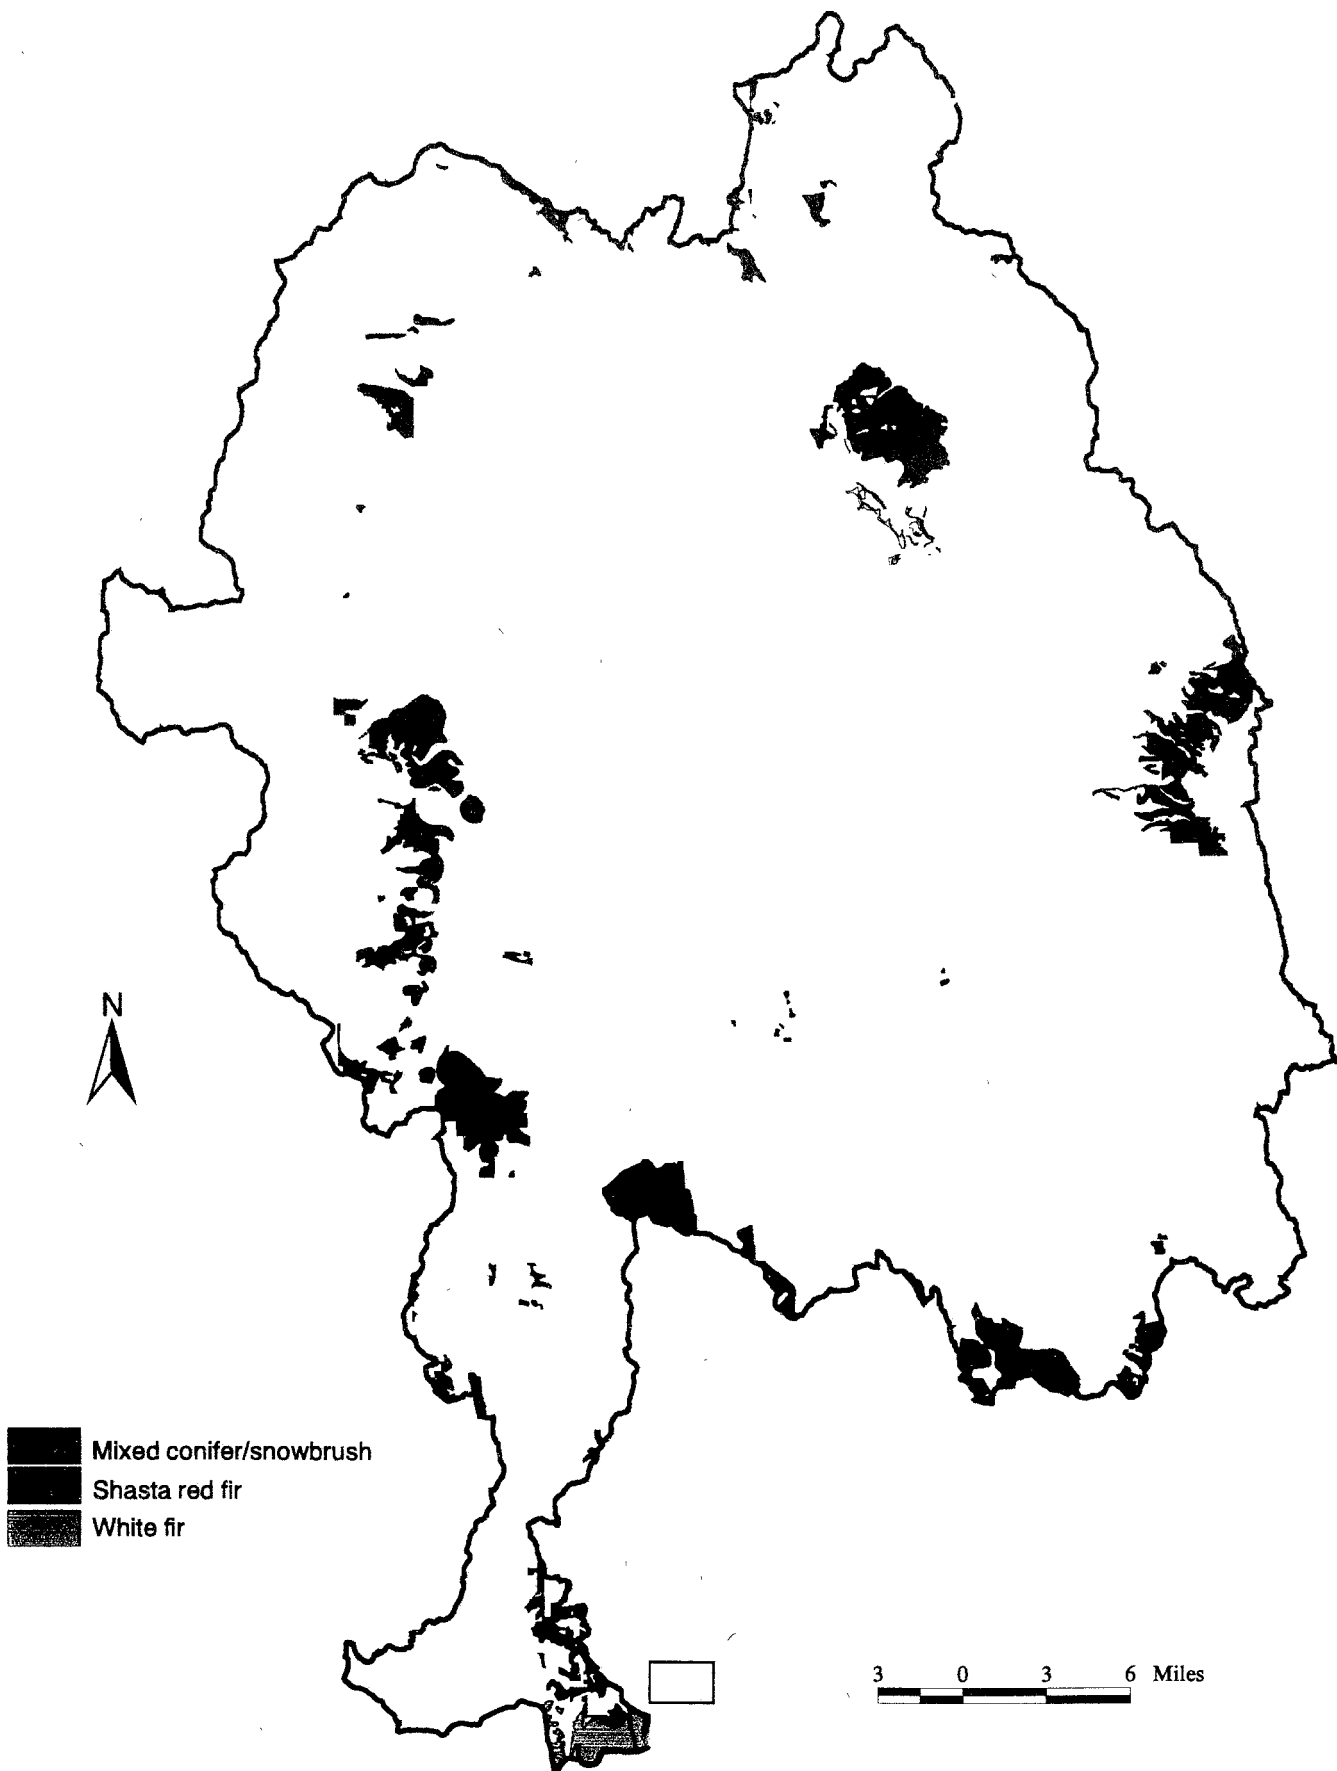 N
Mixed conifer/snowbrush
Shasta red fir
White fir
3 0 3 6 Miles